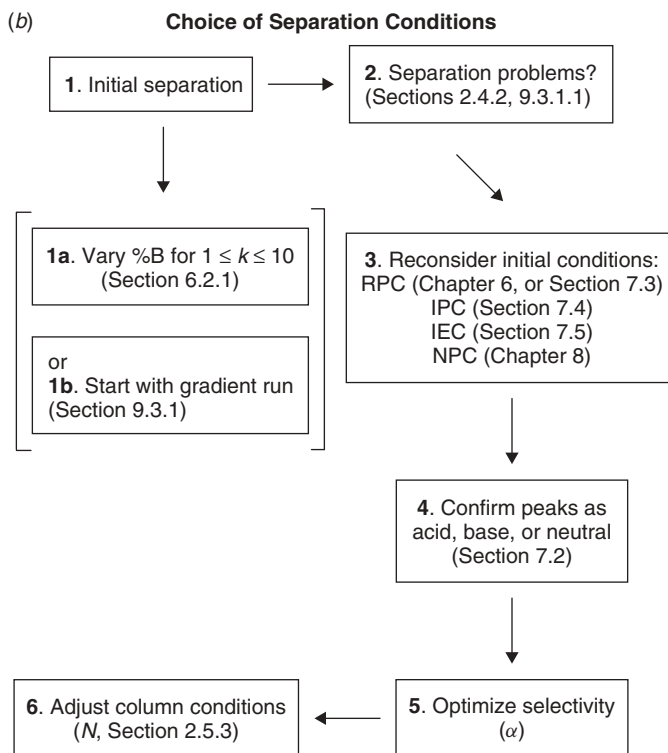 (b) Choice of Separation Conditions
1. Initial separation
2. Separation problems?
(Sections 2.4.2, 9.3.1.1)
1a. Vary %B for 1 ≤ k ≤ 10
(Section 6.2.1)
or
1b. Start with gradient run
(Section 9.3.1)
3. Reconsider initial conditions:
RPC (Chapter 6, or Section 7.3)
IPC (Section 7.4)
IEC (Section 7.5)
NPC (Chapter 8)
4. Confirm peaks as
acid, base, or neutral
(Section 7.2)
5. Optimize selectivity
(α)
6. Adjust column conditions
(N, Section 2.5.3)